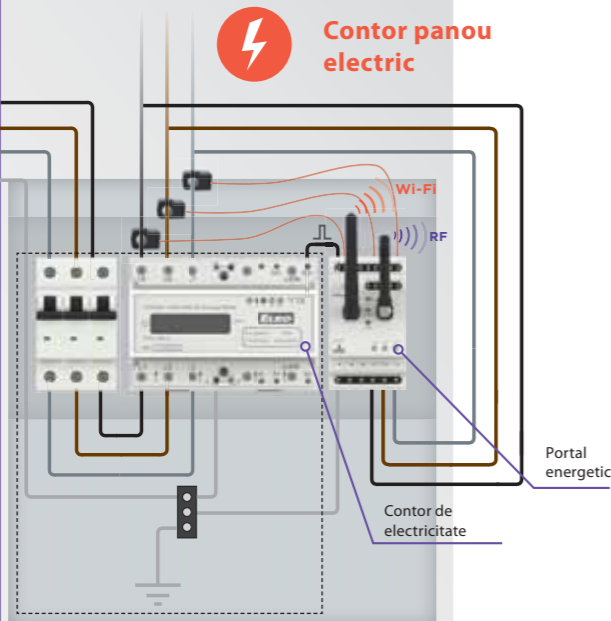 Contor panou
electric
Wi-Fi
RF
Portal
energetic
Contor de
electricitate